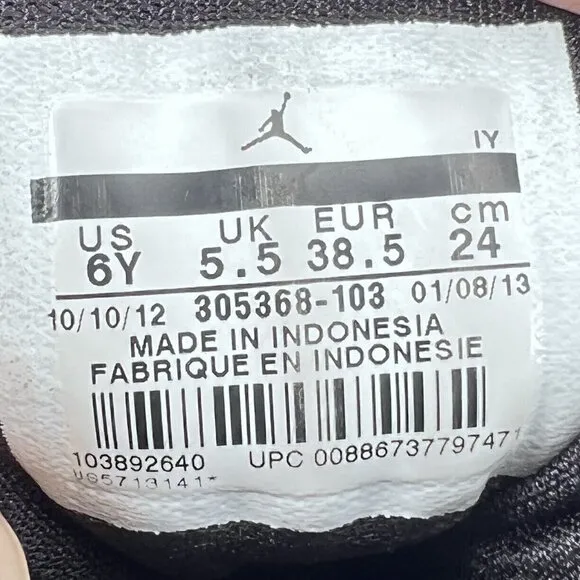 IY
US UK EUR cm
6Y 5.5 38.5 24
10/10/12 305368-103 01/08/13
MADE IN INDONESIA
FABRIQUE EN INDONESIE
103892640 UPC 00886737797471